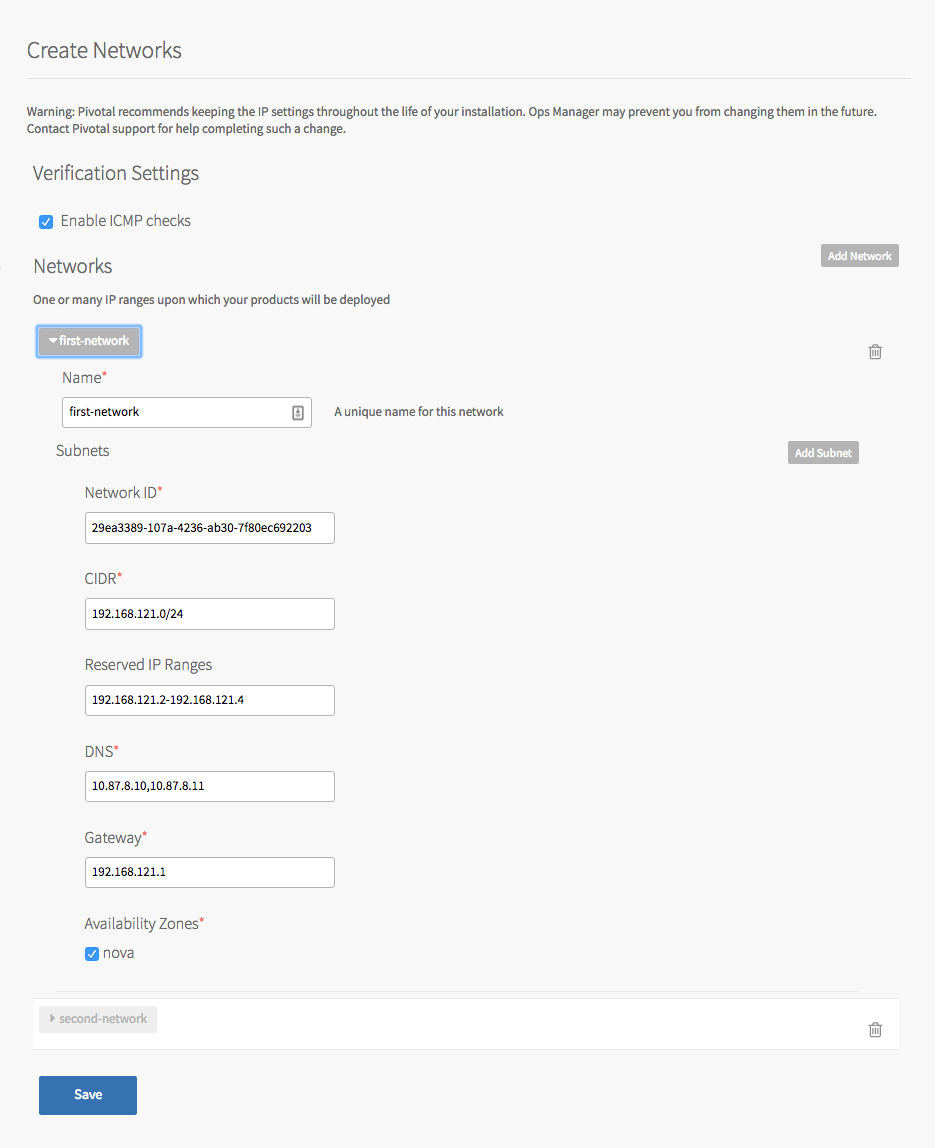 Create Networks
Warning: Pivotal recommends keeping the IP settings throughout the life of your installation. Ops Manager may prevent you from changing them in the future.
Contact Pivotal support for help completing such a change.
Verification Settings
Enable ICMP checks
Networks
Add Network
One or many IP ranges upon which your products will be deployed
first-network
Name*
first-network
A unique name for this network
Subnets
Add Subnet
Network ID*
29ea3389-107a-4236-ab30-7f80ec692203
CIDR*
192.168.121.0/24
Reserved IP Ranges
192.168.121.2-192.168.121.4
DNS*
10.87.8.10,10.87.8.11
Gateway*
192.168.121.1
Availability Zones*
nova
second-network
Save